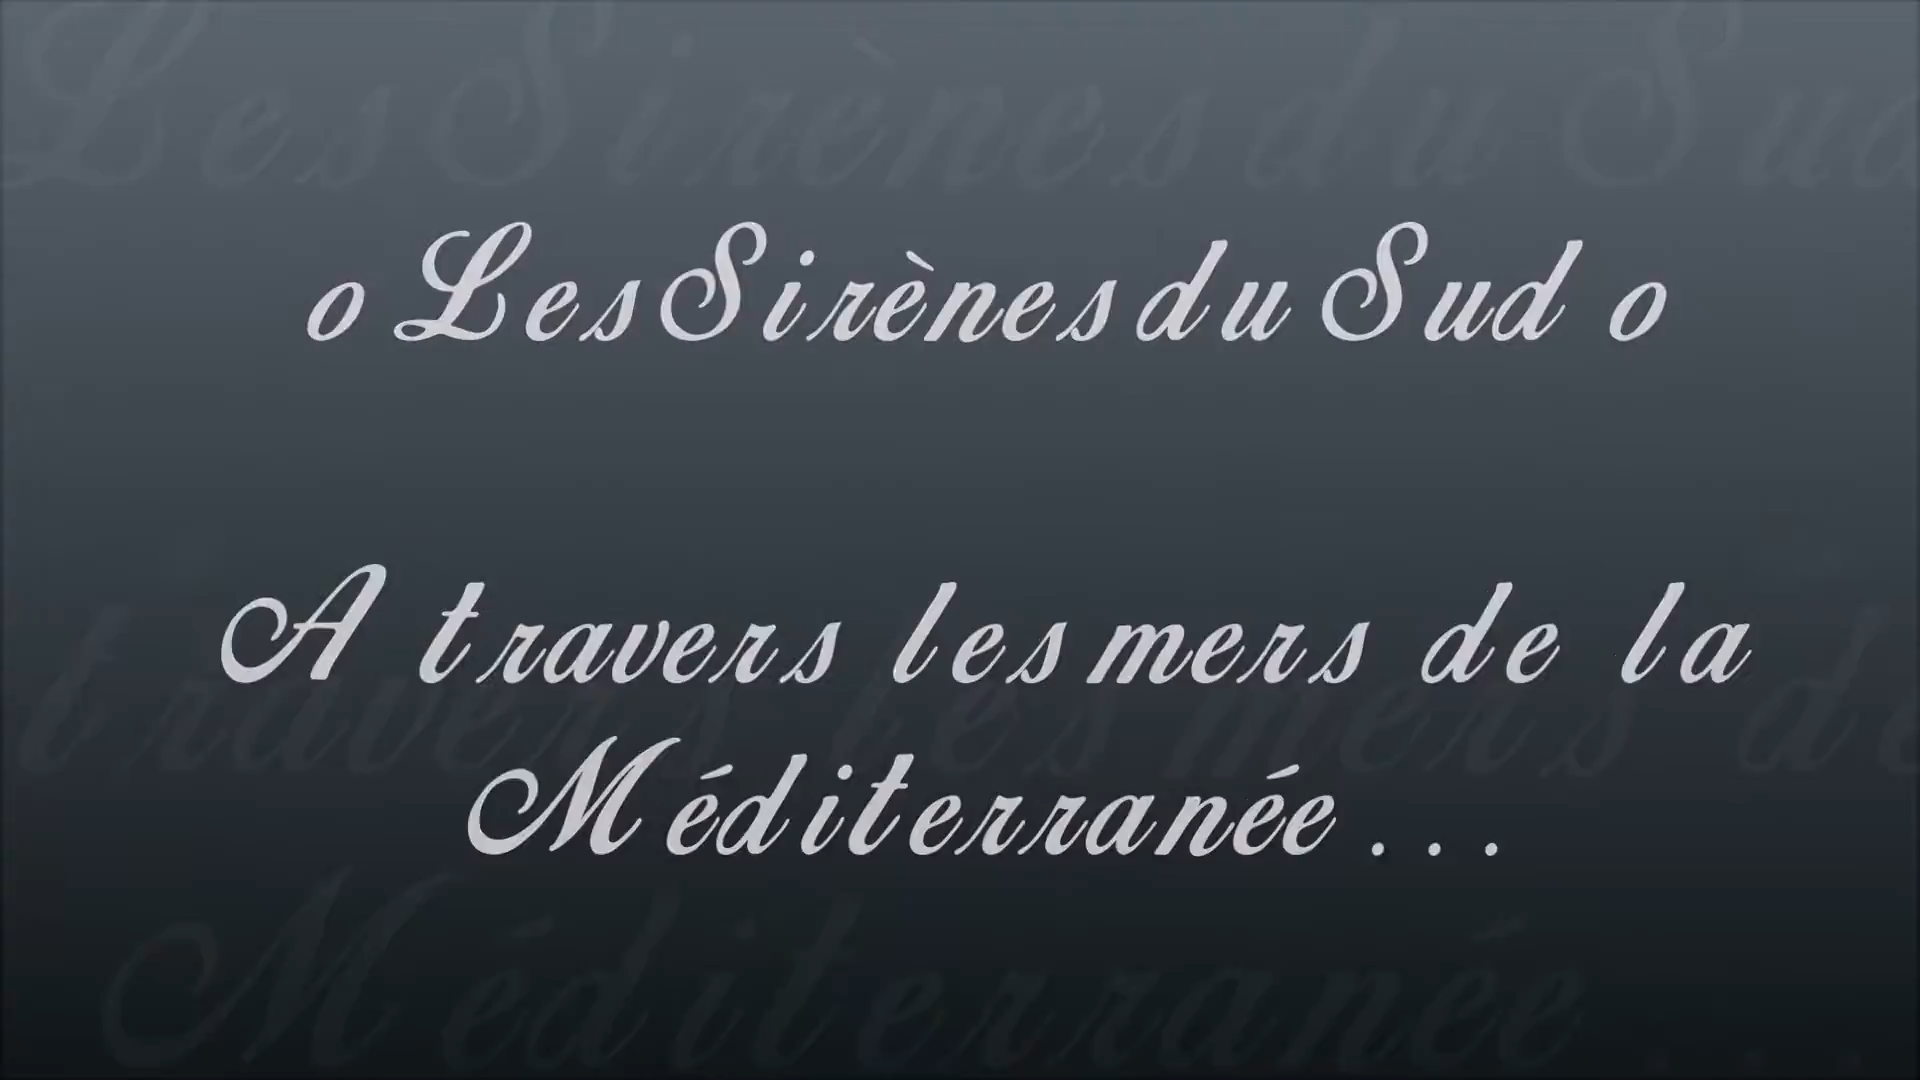 o Les Sirènes du Sud o
A travers les mers de la
Méditerranée...